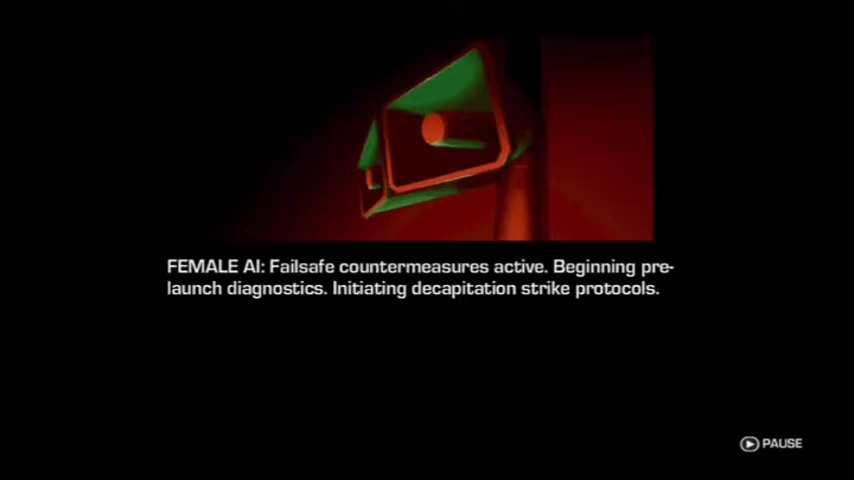 FEMALE AI: Failsafe countermeasures active. Beginning pre-
launch diagnostics. Initiating decapitation strike protocols.
PAUSE